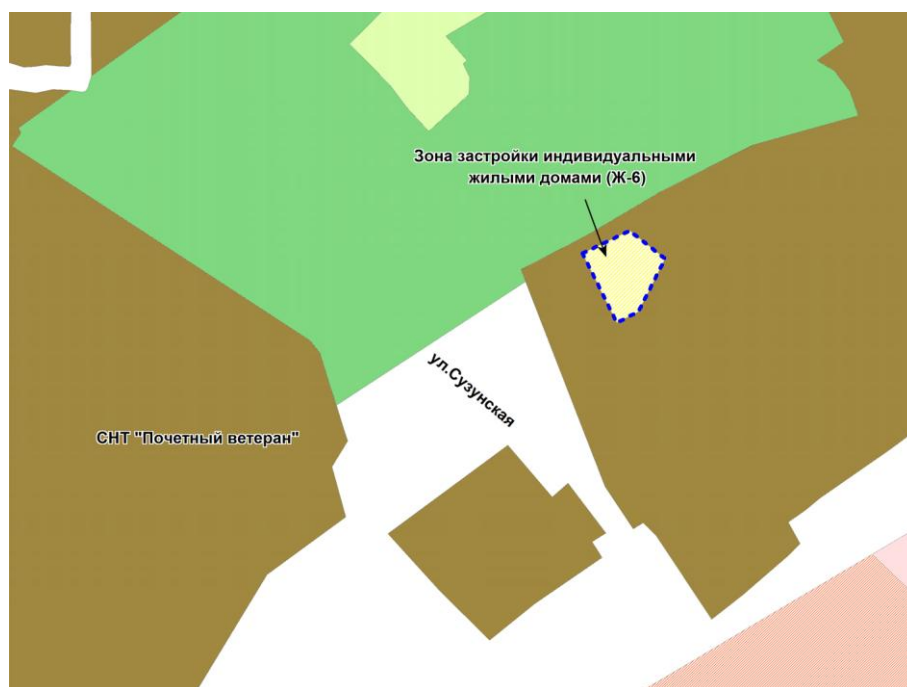 Зона застройки индивидуальными
жилыми домами (Ж-6)
ул.Сузунская
СНТ "Почетный ветеран"